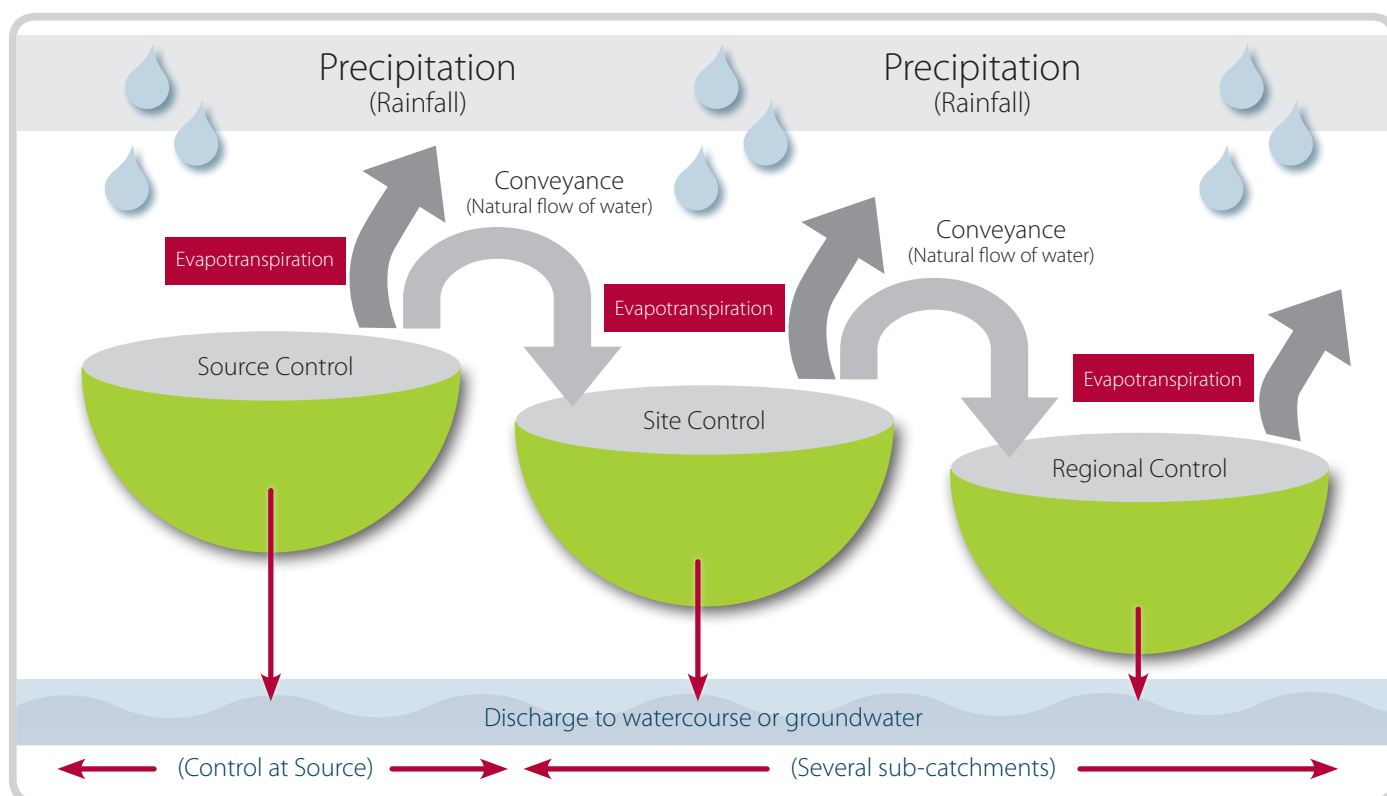 Precipitation
(Rainfall)
Precipitation
(Rainfall)
Conveyance
(Natural flow of water)
Conveyance
(Natural flow of water)
Evapotranspiration
Evapotranspiration
Evapotranspiration
Source Control
Site Control
Regional Control
Discharge to watercourse or groundwater
(Control at Source)
(Several sub-catchments)